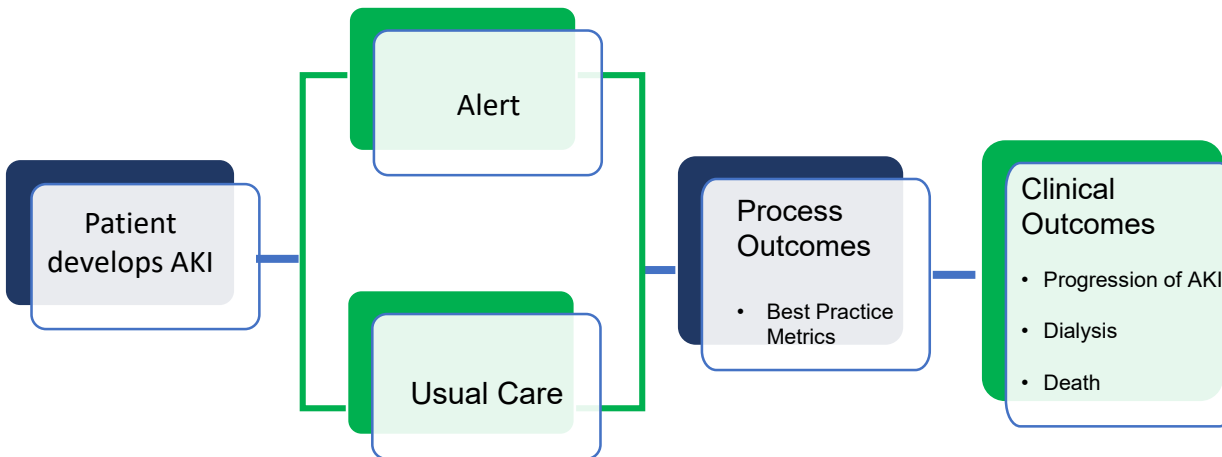 Patient
develops AKI
Alert
Usual Care
Process
Outcomes
• Best Practice
Metrics
Clinical
Outcomes
• Progression of AKI
• Dialysis
• Death